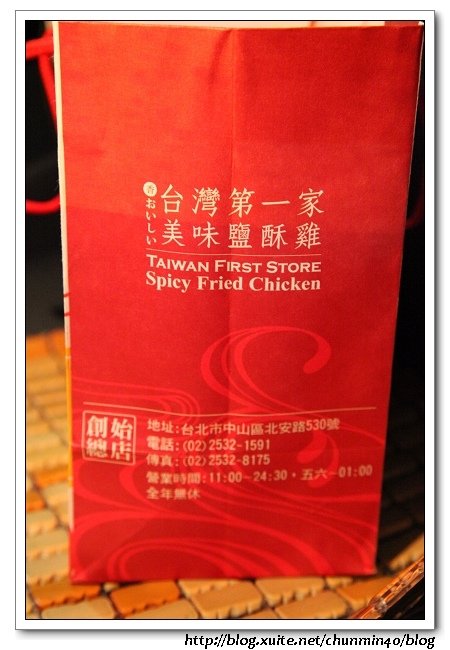 香
おいしい
台灣第一家
美味鹽酥雞
TAIWAN FIRST STORE
Spicy Fried Chicken
創始
總店
地址:台北市中山區北安路530號
電話:(02)2532-1591
傳真:(02)2532-8175
營業時間:11:00~24:30，五六~01:00
全年無休
http://blog.xuite.net/chunmin40/blog